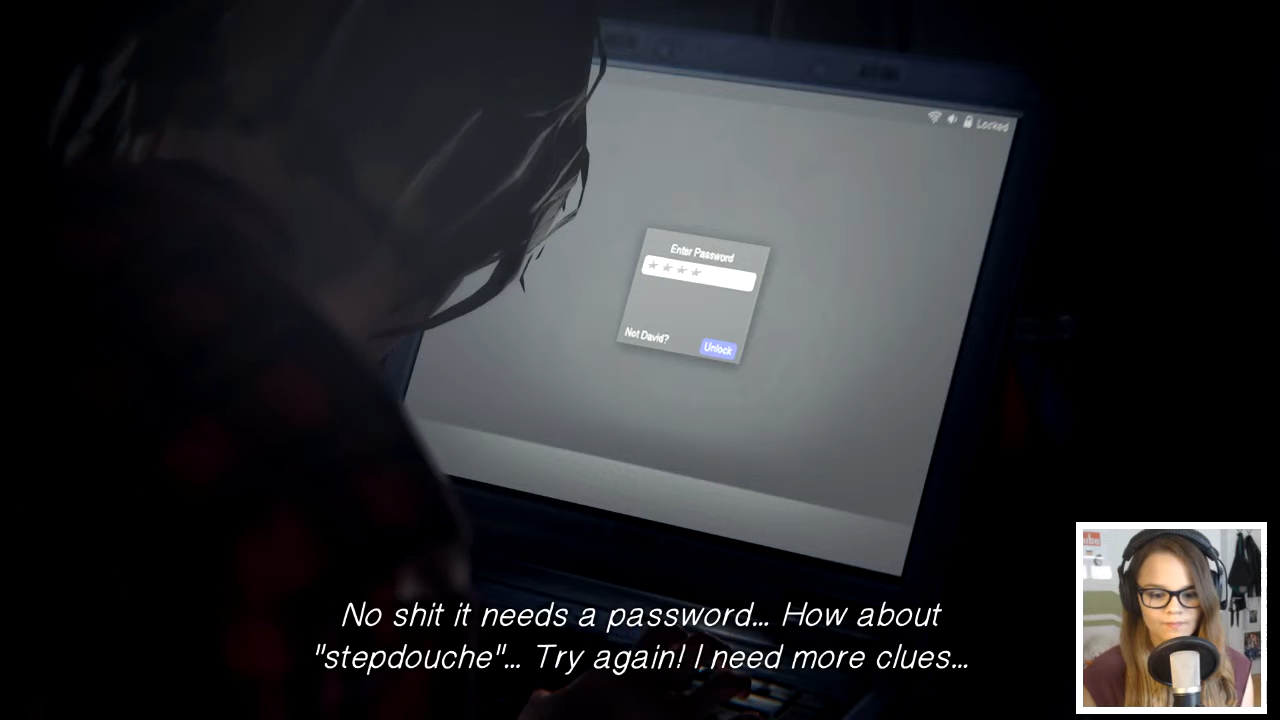 Locked
Enter Password
****
Not David?
Unlock
No shit it needs a password... How about
"stepdouche"... Try again! I need more clues...